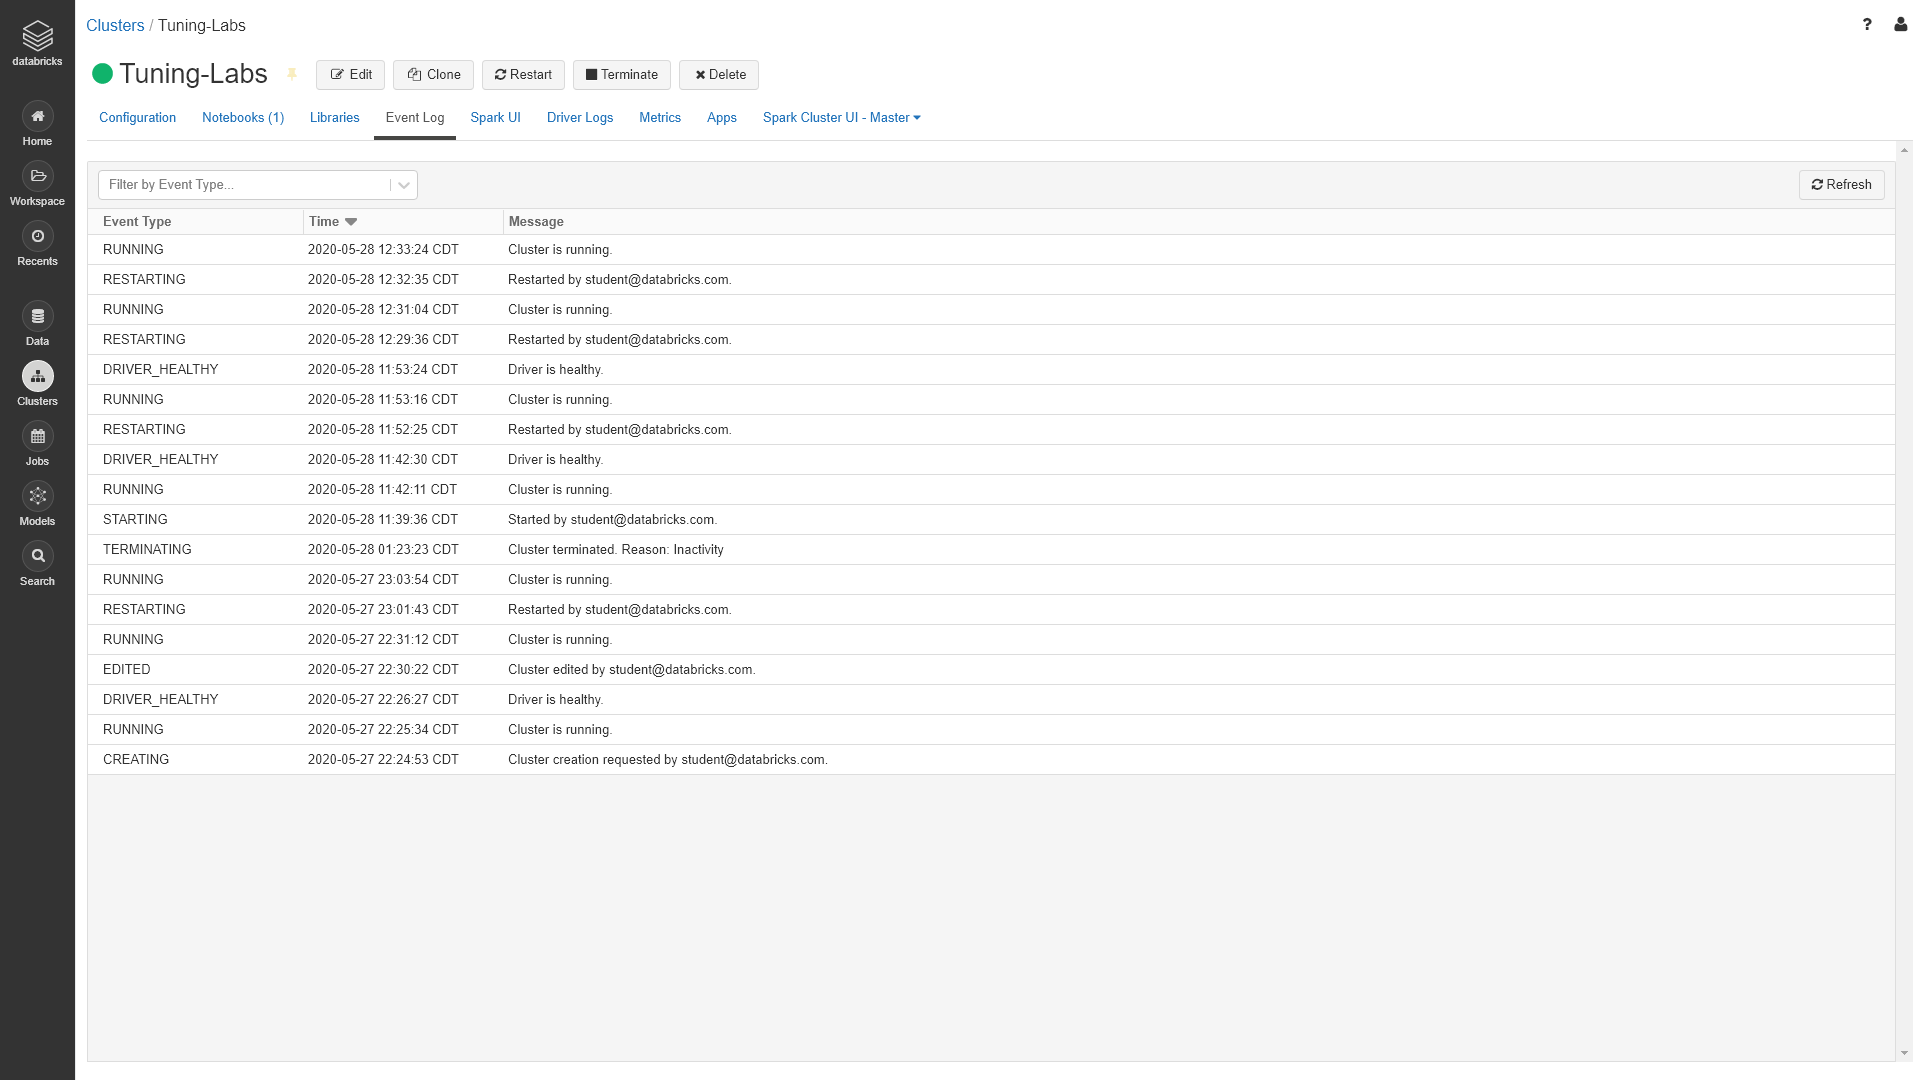 databricks
Home
Workspace
Recents
Data
Clusters
Jobs
Models
Search
Clusters / Tuning-Labs
?
Tuning-Labs Edit Clone Restart Terminate Delete
Configuration Notebooks (1) Libraries Event Log Spark UI Driver Logs Metrics Apps Spark Cluster UI - Master
Filter by Event Type... Refresh
Event Type Time Message
RUNNING 2020-05-28 12:33:24 CDT Cluster is running.
RESTARTING 2020-05-28 12:32:35 CDT Restarted by student@databricks.com.
RUNNING 2020-05-28 12:31:04 CDT Cluster is running.
RESTARTING 2020-05-28 12:29:36 CDT Restarted by student@databricks.com.
DRIVER_HEALTHY 2020-05-28 11:53:24 CDT Driver is healthy.
RUNNING 2020-05-28 11:53:16 CDT Cluster is running.
RESTARTING 2020-05-28 11:52:25 CDT Restarted by student@databricks.com.
DRIVER_HEALTHY 2020-05-28 11:42:30 CDT Driver is healthy.
RUNNING 2020-05-28 11:42:11 CDT Cluster is running.
STARTING 2020-05-28 11:39:36 CDT Started by student@databricks.com.
TERMINATING 2020-05-28 01:23:23 CDT Cluster terminated. Reason: Inactivity
RUNNING 2020-05-27 23:03:54 CDT Cluster is running.
RESTARTING 2020-05-27 23:01:43 CDT Restarted by student@databricks.com.
RUNNING 2020-05-27 22:31:12 CDT Cluster is running.
EDITED 2020-05-27 22:30:22 CDT Cluster edited by student@databricks.com.
DRIVER_HEALTHY 2020-05-27 22:26:27 CDT Driver is healthy.
RUNNING 2020-05-27 22:25:34 CDT Cluster is running.
CREATING 2020-05-27 22:24:53 CDT Cluster creation requested by student@databricks.com.